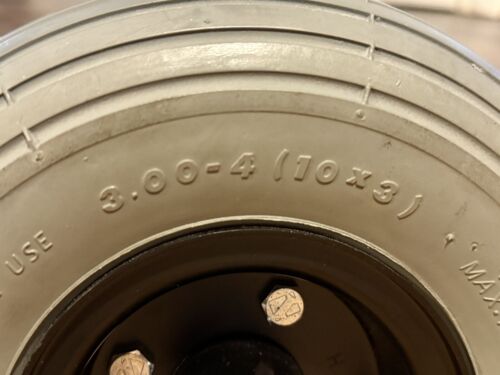 3.00-4 (10x3)
USE
MAX.